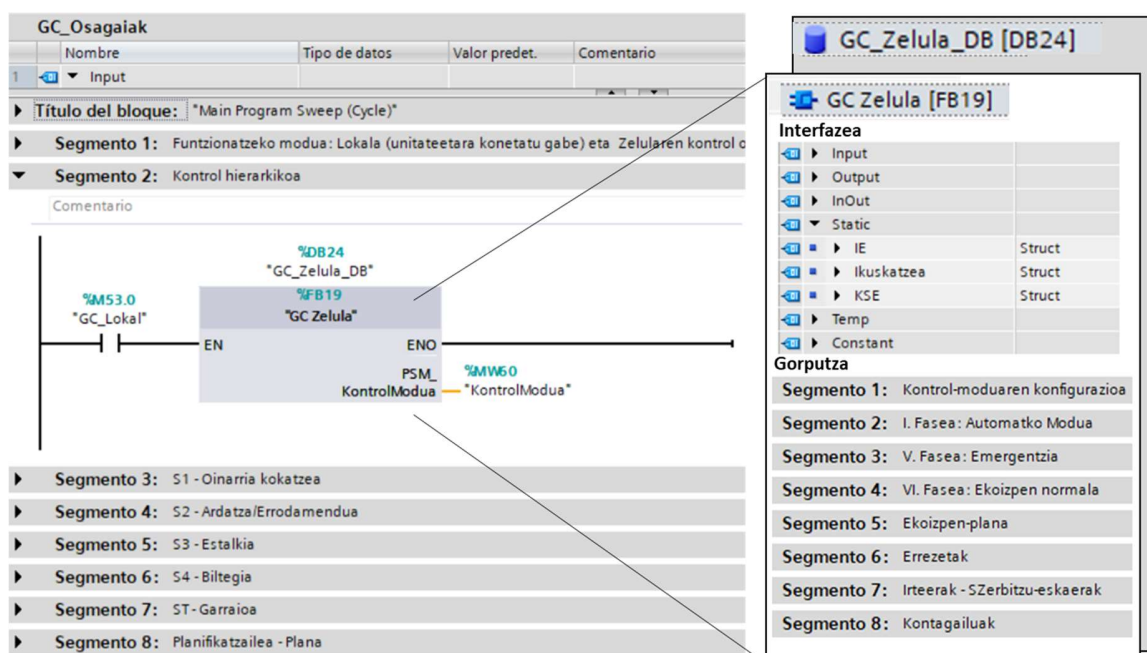 GC_Osagaiak
Nombre Tipo de datos Valor predet. Comentario
1 Input
Título del bloque: "Main Program Sweep (Cycle)"
Segmento 1: Funtzionatzeko modua: Lokala (unitateetara konetatu gabe) eta Zelularen kontrol o
Segmento 2: Kontrol hierarkikoa
Comentario
%DB24
"GC_Zelula_DB"
%M53.0
"GC_Lokal"
%FB19
"GC Zelula"
EN ENO
PSM_
KontrolModua
%MW60
"KontrolModua"
Segmento 3: S1 - Oinarria kokatzea
Segmento 4: S2 - Ardatza/Errodamendua
Segmento 5: S3 - Estalkia
Segmento 6: S4 - Biltegia
Segmento 7: ST- Garraioa
Segmento 8: Planifikatzailea - Plana
GC_Zelula_DB [DB24]
GC Zelula [FB19]
Interfazea
Input
Output
InOut
Static
IE Struct
Ikuskatzea Struct
KSE Struct
Temp
Constant
Gorputza
Segmento 1: Kontrol-moduaren konfigurazioa
Segmento 2: I. Fasea: Automatko Modua
Segmento 3: V. Fasea: Emergentzia
Segmento 4: VI. Fasea: Ekoizpen normala
Segmento 5: Ekoizpen-plana
Segmento 6: Errezetak
Segmento 7: Irteerak - SZerbitzu-eskaerak
Segmento 8: Kontagailuak